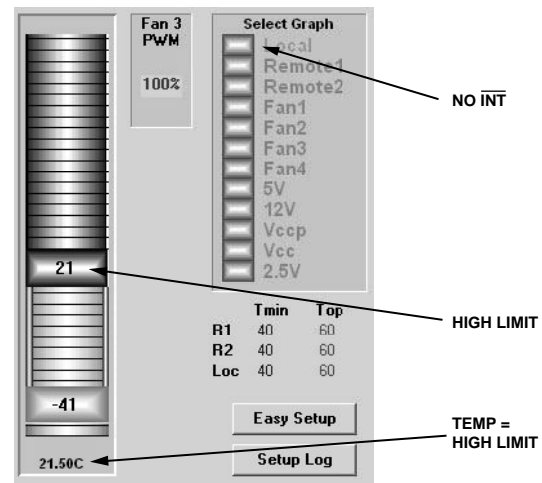 Fan 3
PWM
100%
Select Graph
Local
Remote1
Remote2
Fan1
Fan2
Fan3
Fan4
5V
12V
Vccp
Vcc
2.5V
NO I̅N̅T̅
21
HIGH LIMIT
Tmin Top
R1 40 60
R2 40 60
Loc 40 60
-41
Easy Setup
Setup Log
21.50C
TEMP =
HIGH LIMIT